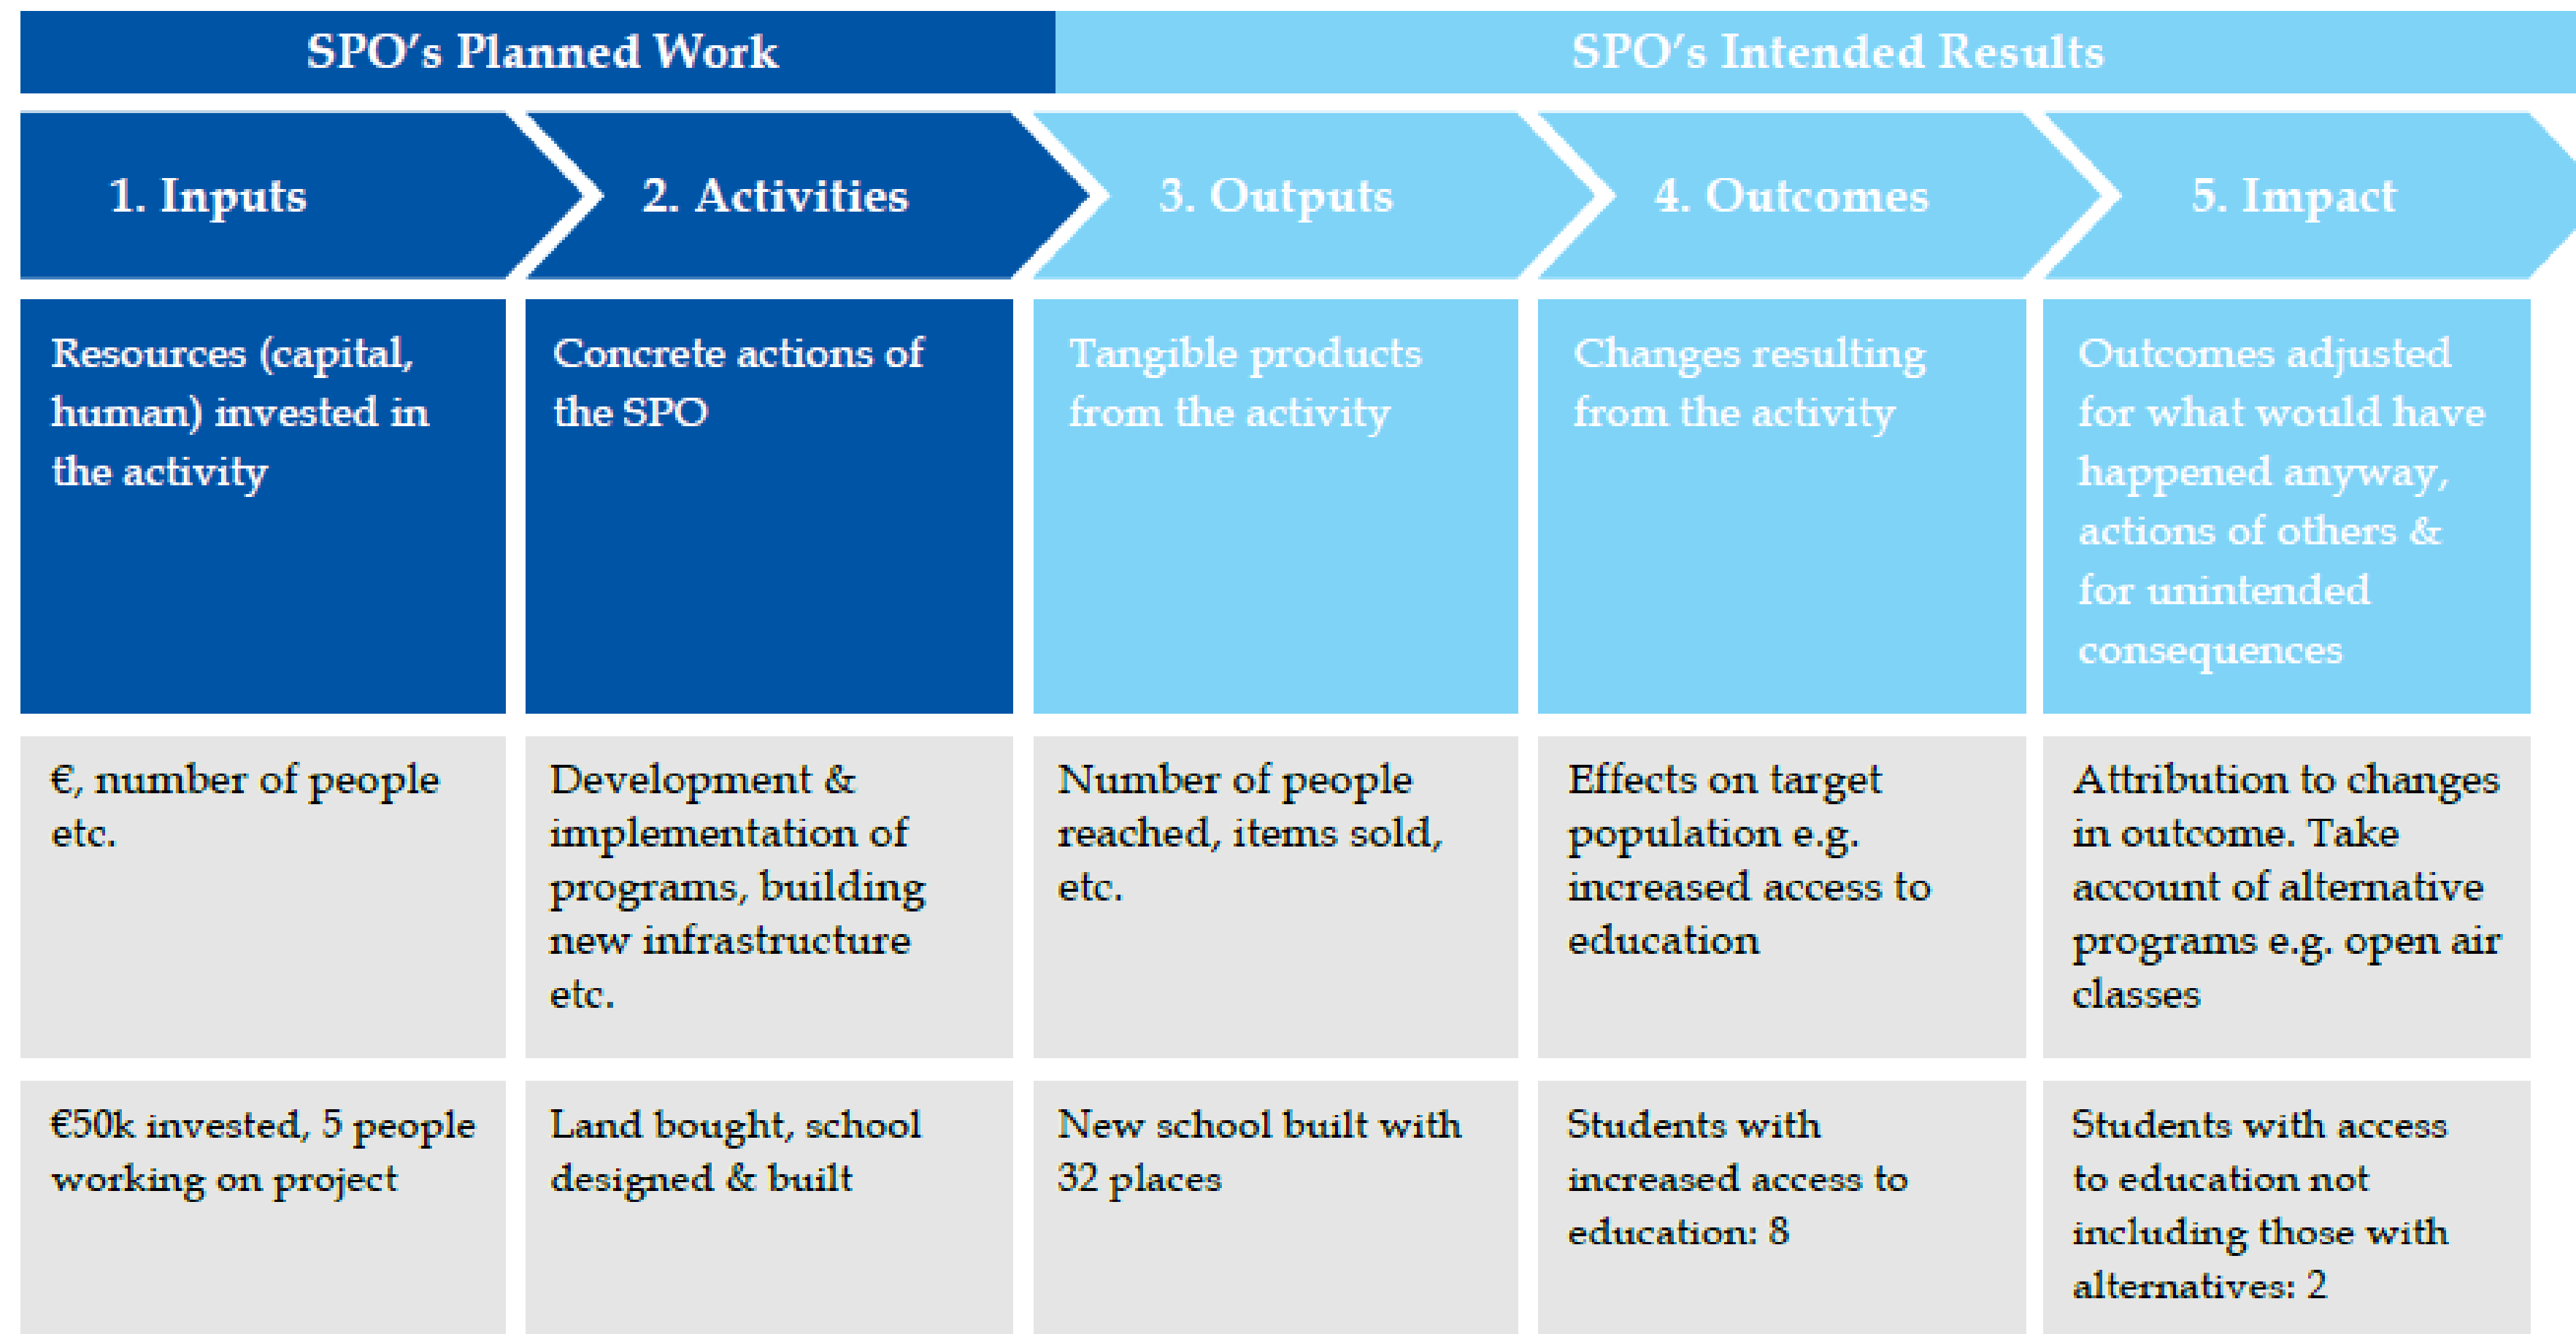 SPO's Planned Work
SPO's Intended Results
1. Inputs
2. Activities
3. Outputs
4. Outcomes
5. Impact
Resources (capital,
human) invested in
the activity
Concrete actions of
the SPO
Tangible products
from the activity
Changes resulting
from the activity
Outcomes adjusted
for what would have
happened anyway,
actions of others &
for unintended
consequences
€, number of people
etc.
Development &
implementation of
programs, building
new infrastructure
etc.
Number of people
reached, items sold,
etc.
Effects on target
population e.g.
increased access to
education
Attribution to changes
in outcome. Take
account of alternative
programs e.g. open air
classes
€50k invested, 5 people
working on project
Land bought, school
designed & built
New school built with
32 places
Students with
increased access to
education: 8
Students with access
to education not
including those with
alternatives: 2